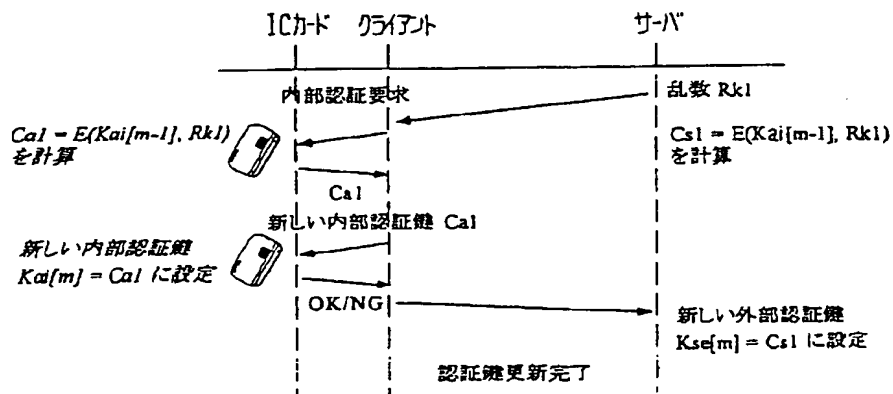 ICカード
クライアント
サーバ
内部認証要求
乱数 Rk1
Ca1 = E(Kai[m-1], Rk1)
を計算
Cs1 = E(Kai[m-1], Rk1)
を計算
Ca1
新しい内部認証鍵 Ca1
新しい内部認証鍵
Kai[m] = Ca1 に設定
OK/NG
新しい外部認証鍵
Kse[m] = Cs1 に設定
認証鍵更新完了